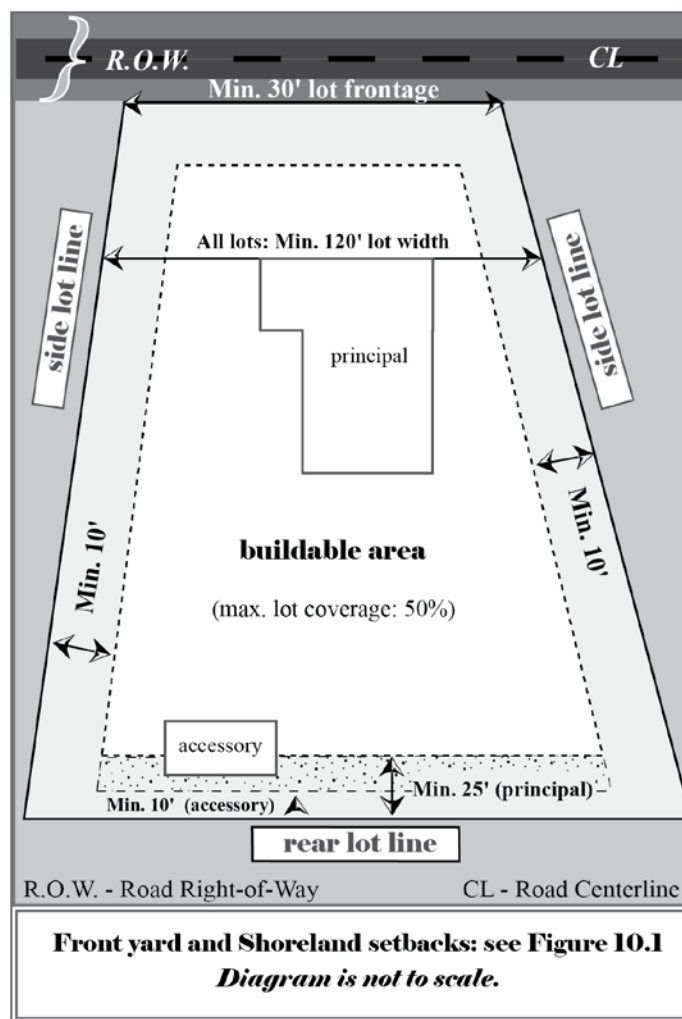 R.O.W.
CL
Min. 30' lot frontage
side lot line
All lots: Min. 120' lot width
side lot line
principal
Min. 10'
Min. 10'
buildable area
(max. lot coverage: 50%)
accessory
Min. 10' (accessory)
Min. 25' (principal)
rear lot line
R.O.W. - Road Right-of-Way
CL - Road Centerline
Front yard and Shoreland setbacks: see Figure 10.1
Diagram is not to scale.